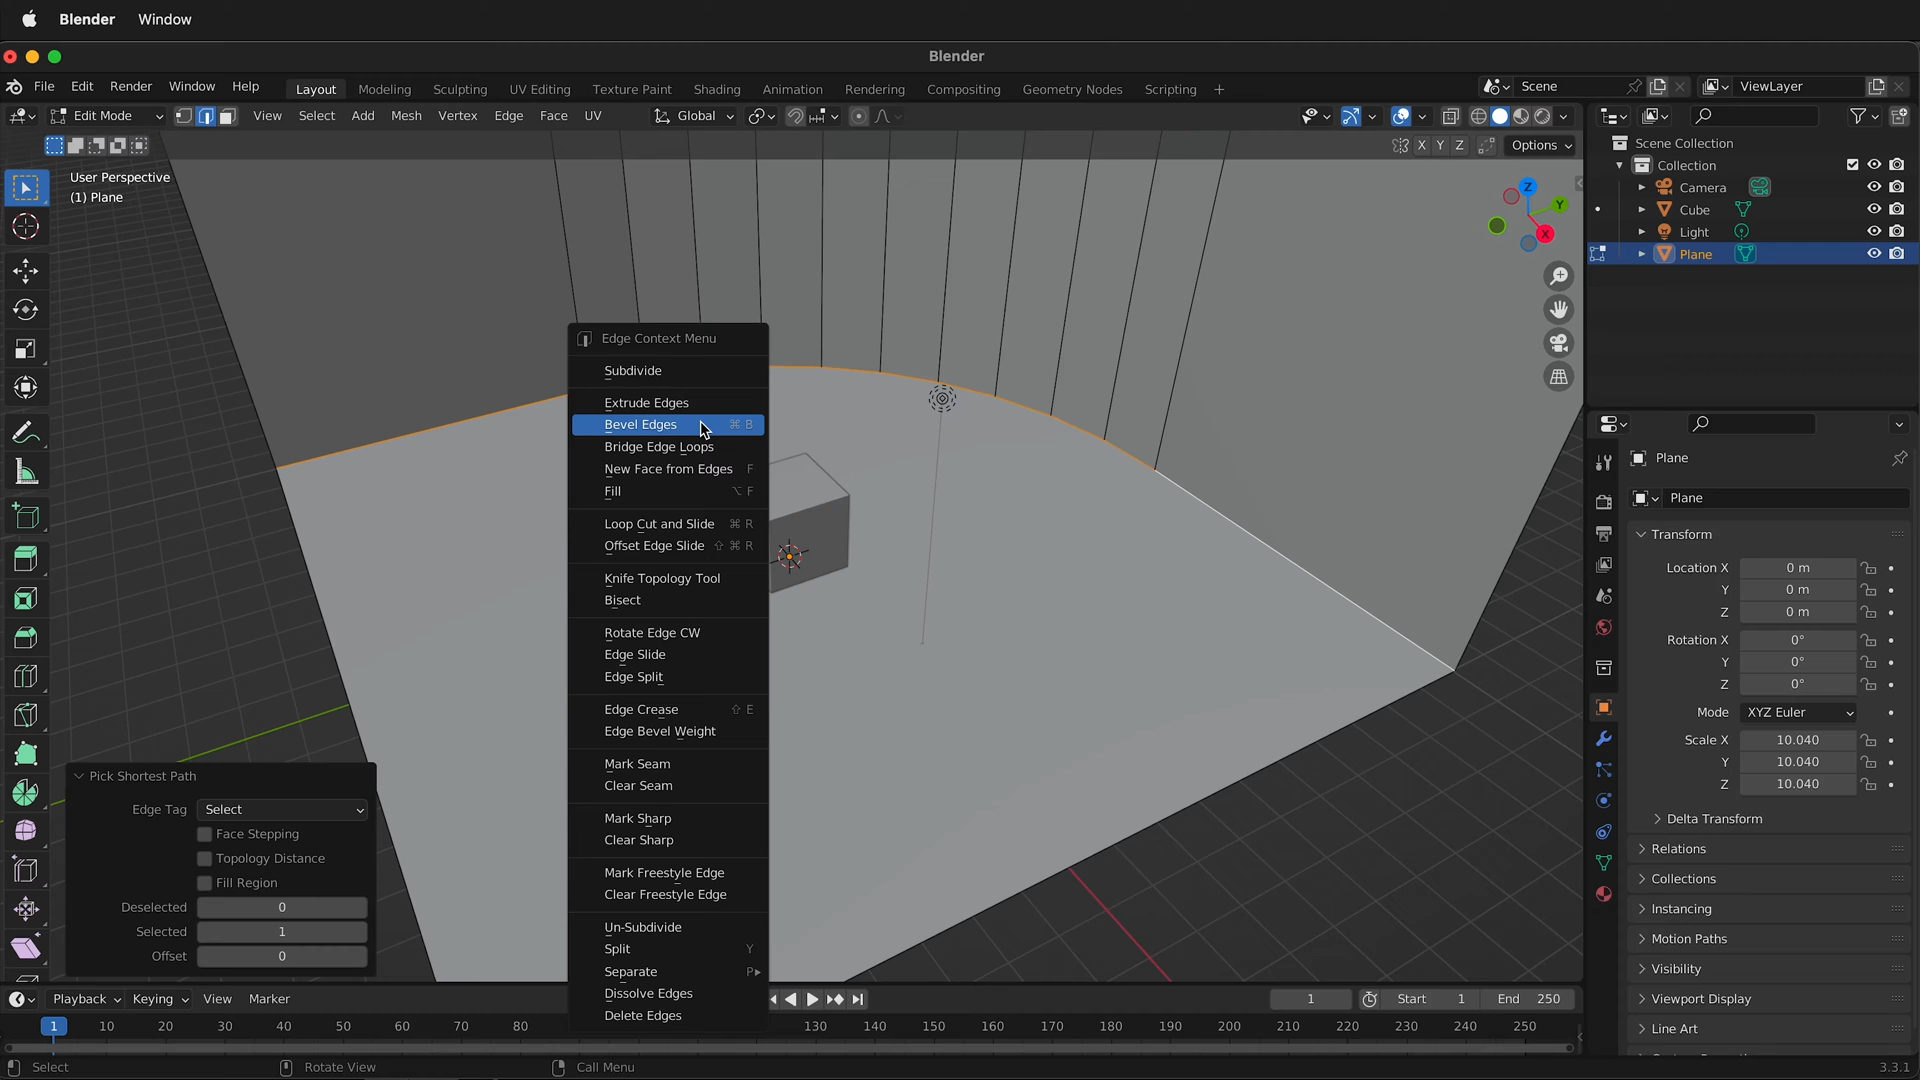 Blender Window
Blender
File Edit Render Window Help Layout Modeling Sculpting UV Editing Texture Paint Shading Animation Rendering Compositing Geometry Nodes Scripting + Scene ViewLayer
Edit Mode View Select Add Mesh Vertex Edge Face UV Global
X Y Z Options
User Perspective
(1) Plane
Z
Y
X
Scene Collection
Collection
Camera
Cube
Light
Plane
Edge Context Menu
Subdivide
Extrude Edges
Bevel Edges ⌘ B
Bridge Edge Loops
New Face from Edges F
Fill ⌥ F
Loop Cut and Slide ⌘ R
Offset Edge Slide ⇧ ⌘ R
Knife Topology Tool
Bisect
Rotate Edge CW
Edge Slide
Edge Split
Edge Crease ⇧ E
Edge Bevel Weight
Mark Seam
Clear Seam
Mark Sharp
Clear Sharp
Mark Freestyle Edge
Clear Freestyle Edge
Un-Subdivide
Split Y
Separate P
Dissolve Edges
Delete Edges
Pick Shortest Path
Edge Tag Select
Face Stepping
Topology Distance
Fill Region
Deselected 0
Selected 1
Offset 0
Plane
Plane
Transform
Location X 0 m
Y 0 m
Z 0 m
Rotation X 0°
Y 0°
Z 0°
Mode XYZ Euler
Scale X 10.040
Y 10.040
Z 10.040
Delta Transform
Relations
Collections
Instancing
Motion Paths
Visibility
Viewport Display
Line Art
Playback Keying View Marker 1 Start 1 End 250
1 10 20 30 40 50 60 70 80 130 140 150 160 170 180 190 200 210 220 230 240 250
Select Rotate View Call Menu 3.3.1